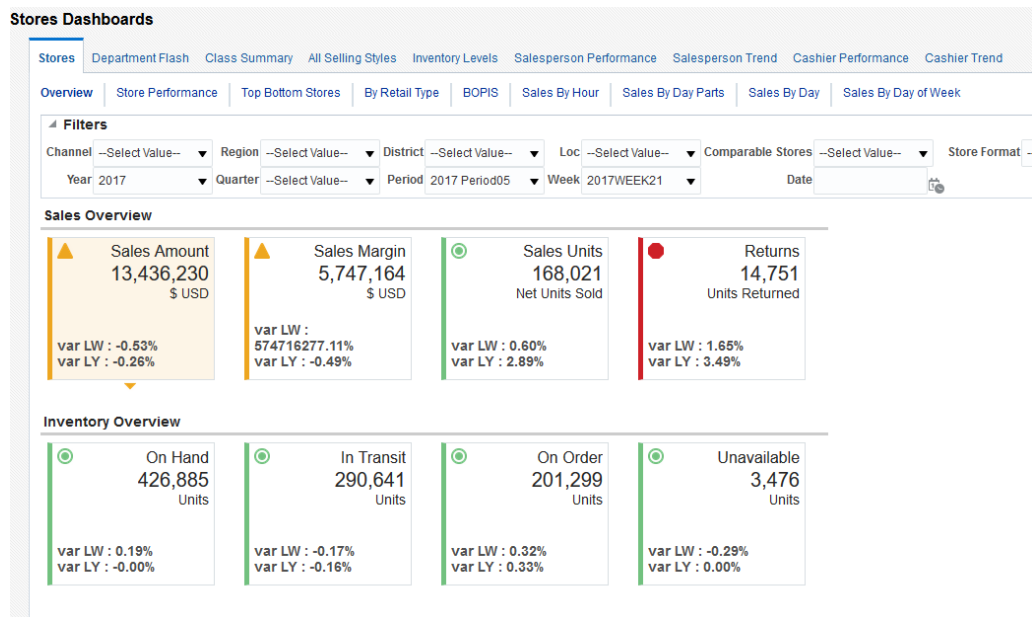 Stores Dashboards
Stores Department Flash Class Summary All Selling Styles Inventory Levels Salesperson Performance Salesperson Trend Cashier Performance Cashier Trend
Overview Store Performance Top Bottom Stores By Retail Type BOPIS Sales By Hour Sales By Day Parts Sales By Day Sales By Day of Week
Filters
Channel --Select Value-- Region --Select Value-- District --Select Value-- Loc --Select Value-- Comparable Stores --Select Value-- Store Format
Year 2017 Quarter --Select Value-- Period 2017 Period05 Week 2017WEEK21 Date
Sales Overview
Sales Amount
13,436,230
$ USD
var LW : -0.53%
var LY : -0.26%
Sales Margin
5,747,164
$ USD
var LW :
574716277.11%
var LY : -0.49%
Sales Units
168,021
Net Units Sold
var LW : 0.60%
var LY : 2.89%
Returns
14,751
Units Returned
var LW : 1.65%
var LY : 3.49%
Inventory Overview
On Hand
426,885
Units
var LW : 0.19%
var LY : -0.00%
In Transit
290,641
Units
var LW : -0.17%
var LY : -0.16%
On Order
201,299
Units
var LW : 0.32%
var LY : 0.33%
Unavailable
3,476
Units
var LW : -0.29%
var LY : 0.00%